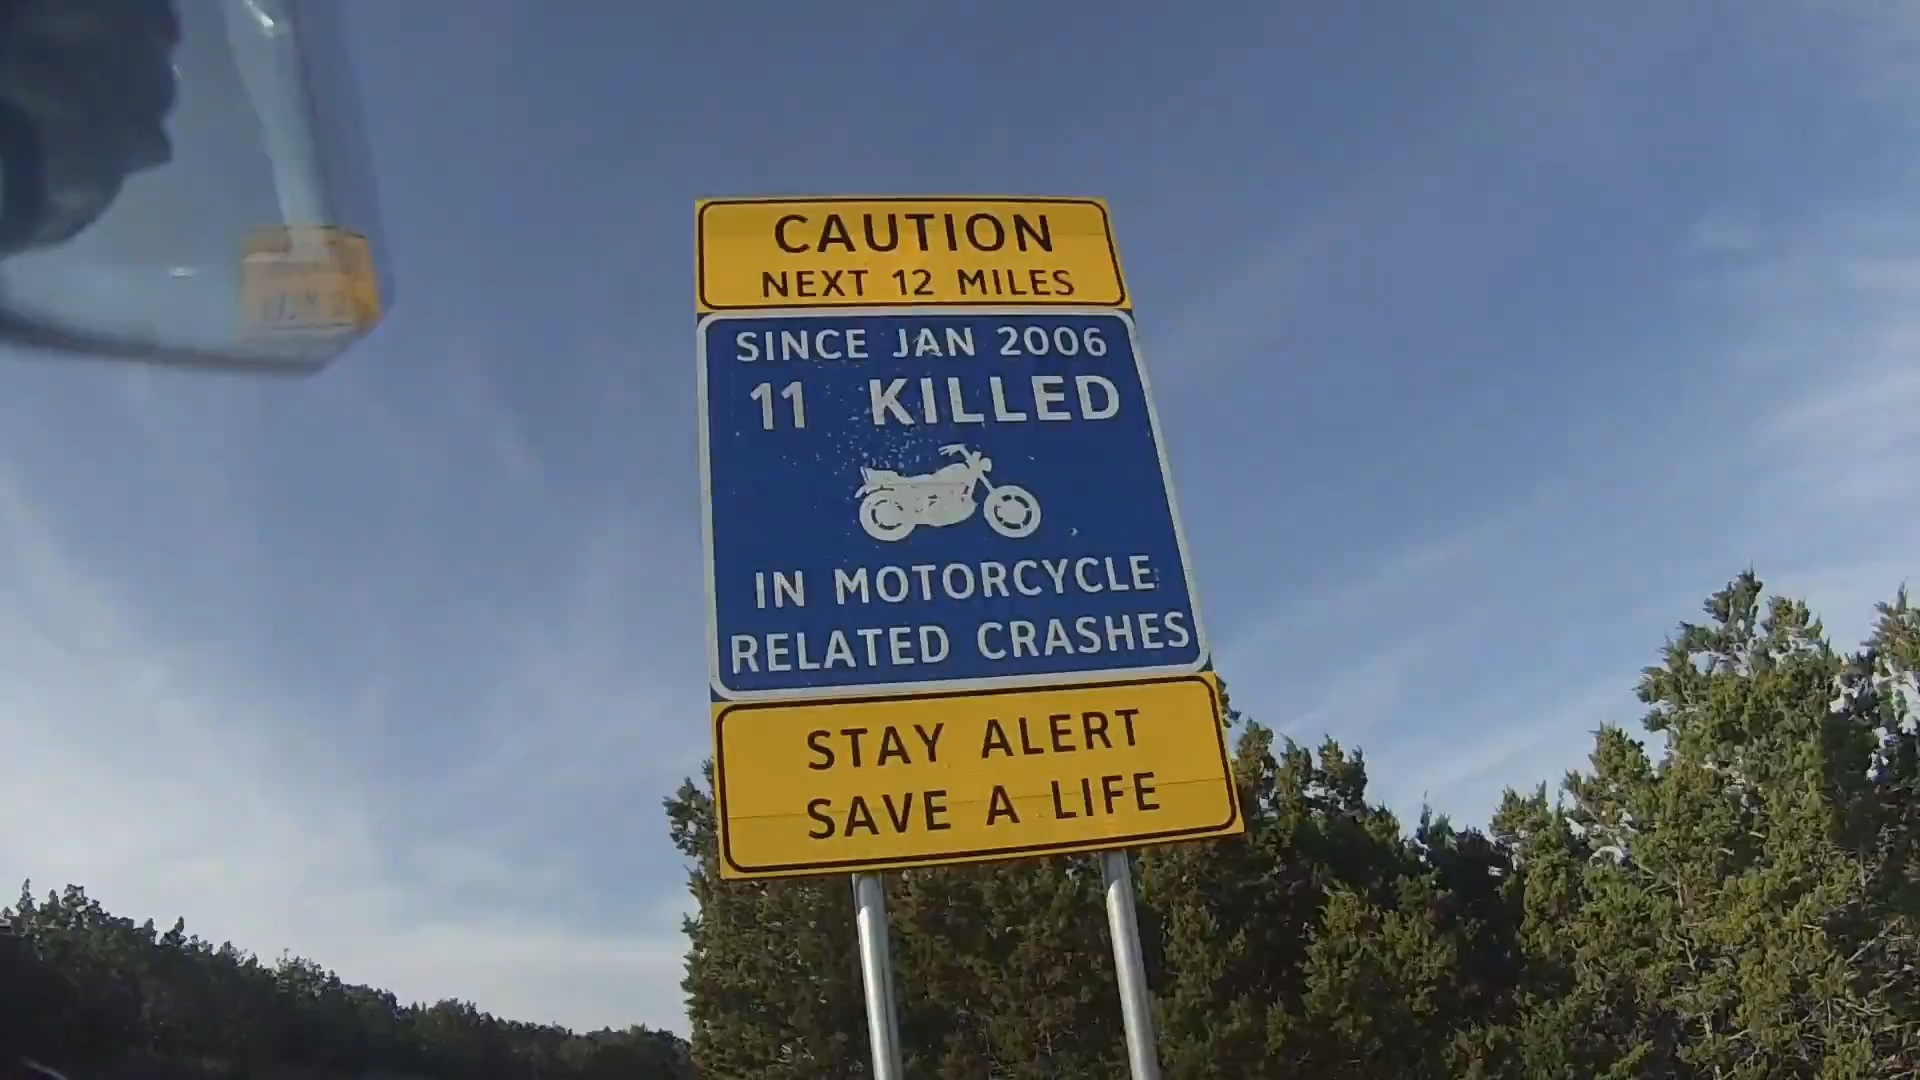 CAUTION
NEXT 12 MILES
SINCE JAN 2006
11 KILLED
IN MOTORCYCLE
RELATED CRASHES
STAY ALERT
SAVE A LIFE